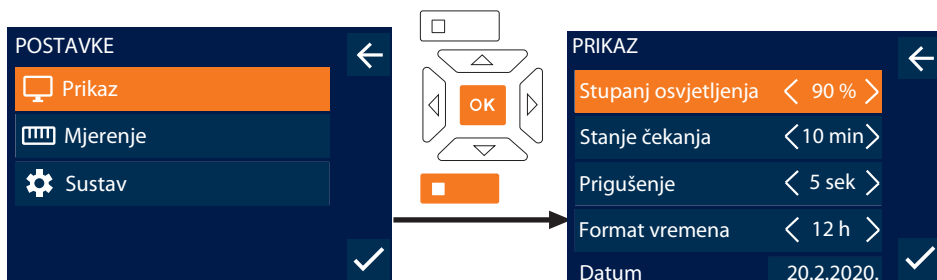 POSTAVKE
Prikaz
Mjerenje
Sustav
OK
PRIKAZ
Stupanj osvjetljenja 90 %
Stanje čekanja 10 min
Prigušenje 5 sek
Format vremena 12 h
Datum 20.2.2020.